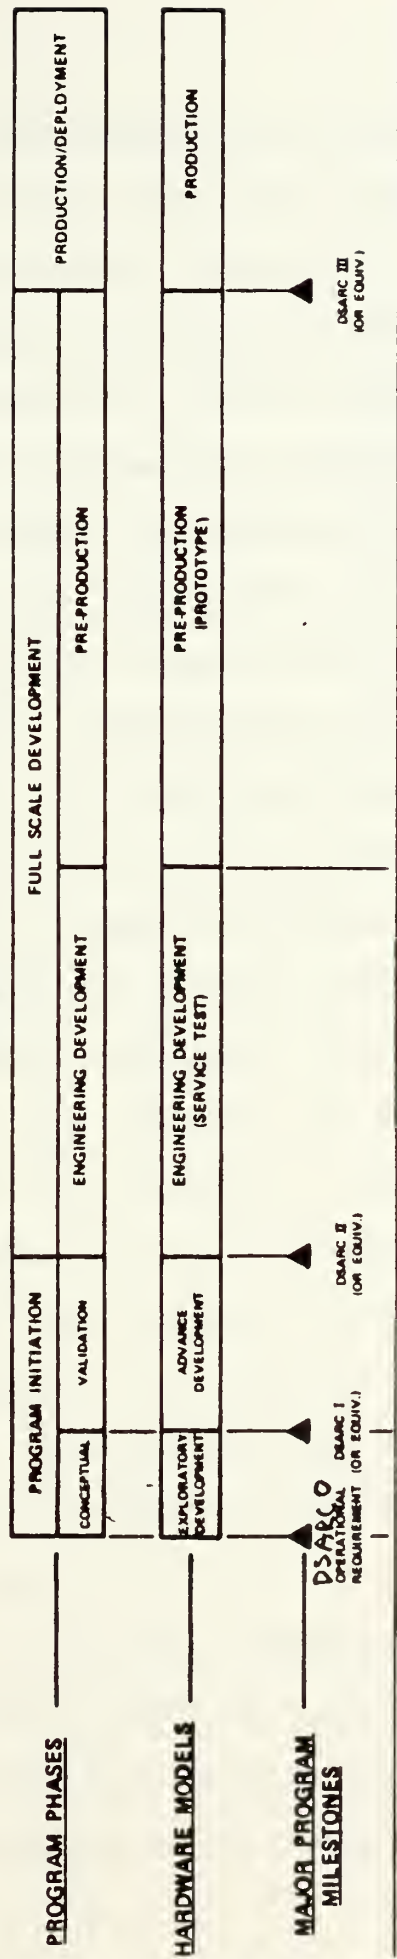 PROGRAM PHASES
PROGRAM INITIATION
FULL SCALE DEVELOPMENT
PRODUCTION/DEPLOYMENT
CONCEPTUAL
VALIDATION
ENGINEERING DEVELOPMENT
PRE-PRODUCTION
HARDWARE MODELS
EXPLORATORY
DEVELOPMENT
ADVANCE
DEVELOPMENT
ENGINEERING DEVELOPMENT
(SERVICE TEST)
PRE-PRODUCTION
(PROTOTYPE)
PRODUCTION
MAJOR PROGRAM
MILESTONES
DSARC O
OPERATIONAL
REQUIREMENT
DSARC I
(OR EQUIV.)
DSARC II
(OR EQUIV.)
DSARC III
(OR EQUIV.)